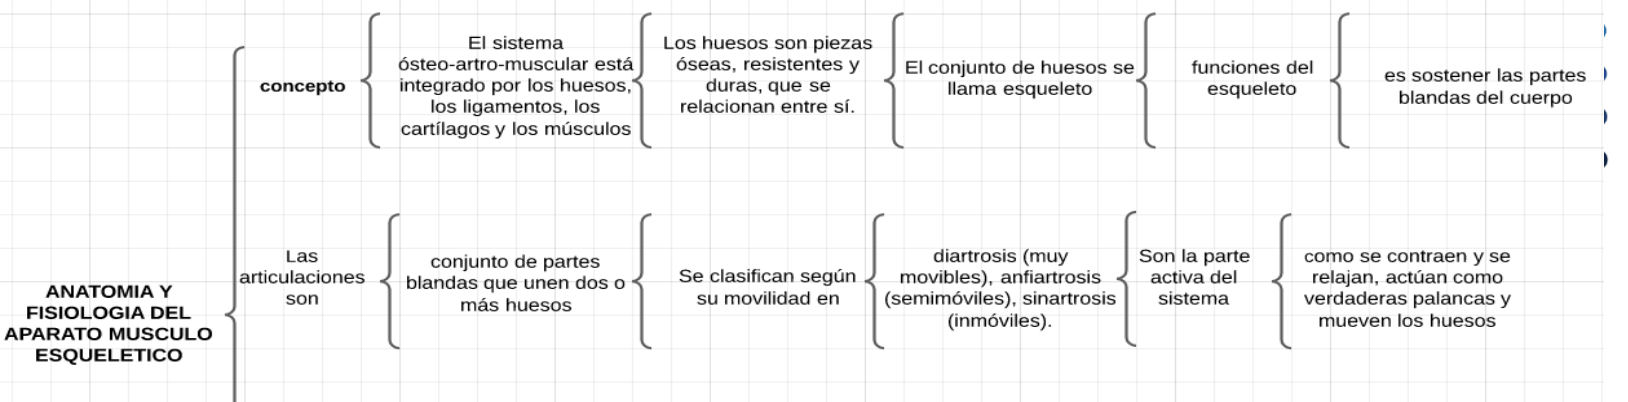 ANATOMIA Y
FISIOLOGIA DEL
APARATO MUSCULO
ESQUELETICO
concepto
El sistema
ósteo-artro-muscular está
integrado por los huesos,
los ligamentos, los
cartílagos y los músculos
Los huesos son piezas
óseas, resistentes y
duras, que se
relacionan entre sí.
El conjunto de huesos se
llama esqueleto
funciones del
esqueleto
es sostener las partes
blandas del cuerpo
Las
articulaciones
son
conjunto de partes
blandas que unen dos o
más huesos
Se clasifican según
su movilidad en
diartrosis (muy
movibles), anfiartrosis
(semimóviles), sinartrosis
(inmóviles).
Son la parte
activa del
sistema
como se contraen y se
relajan, actúan como
verdaderas palancas y
mueven los huesos